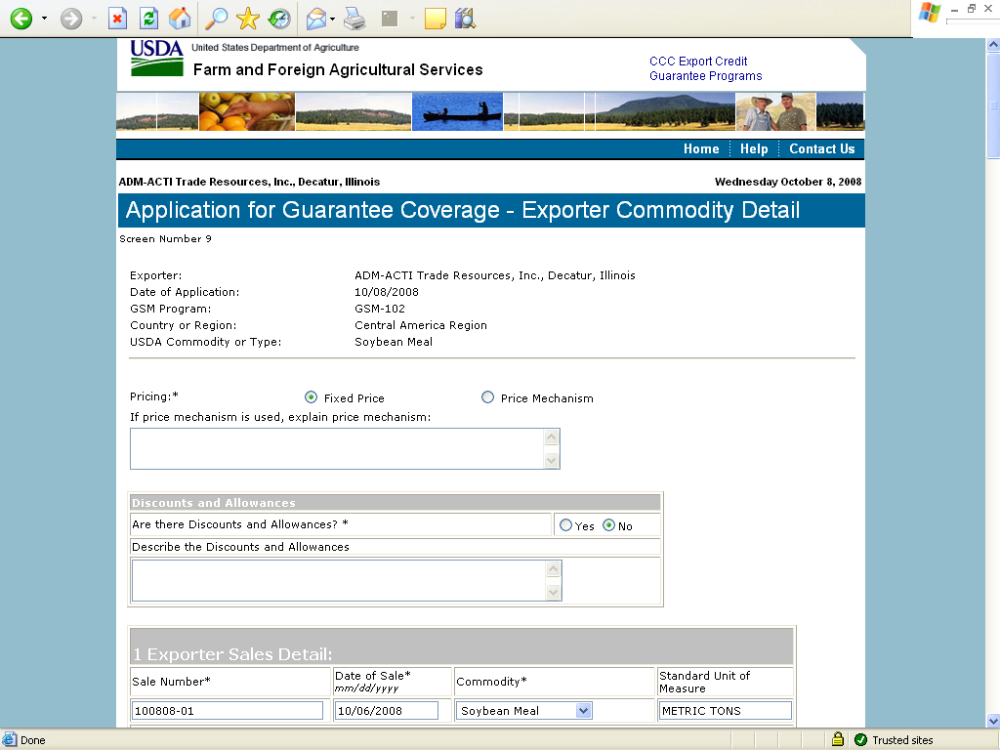 USDA United States Department of Agriculture
Farm and Foreign Agricultural Services
CCC Export Credit
Guarantee Programs
Home Help Contact Us
ADM-ACTI Trade Resources, Inc., Decatur, Illinois Wednesday October 8, 2008
Application for Guarantee Coverage - Exporter Commodity Detail
Screen Number 9
Exporter: ADM-ACTI Trade Resources, Inc., Decatur, Illinois
Date of Application: 10/08/2008
GSM Program: GSM-102
Country or Region: Central America Region
USDA Commodity or Type: Soybean Meal
Pricing:* Fixed Price Price Mechanism
If price mechanism is used, explain price mechanism:
Discounts and Allowances
Are there Discounts and Allowances? * Yes No
Describe the Discounts and Allowances
1 Exporter Sales Detail:
Sale Number* Date of Sale* mm/dd/yyyy Commodity* Standard Unit of Measure
100808-01 10/06/2008 Soybean Meal METRIC TONS
Done Trusted sites